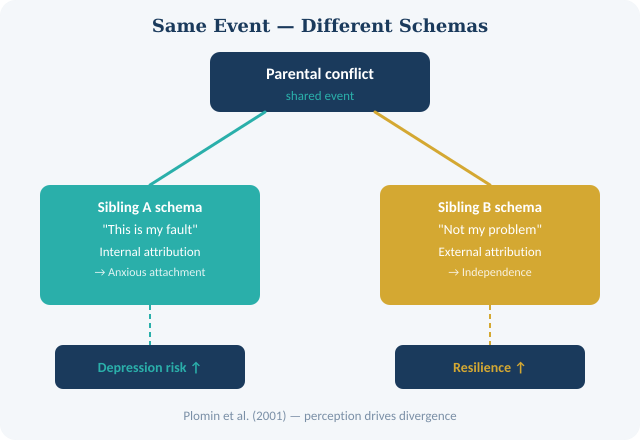 Same Event — Different Schemas
Parental conflict
shared event
Sibling A schema
"This is my fault"
Internal attribution
→ Anxious attachment
Sibling B schema
"Not my problem"
External attribution
→ Independence
Depression risk ↑
Resilience ↑
Plomin et al. (2001) — perception drives divergence